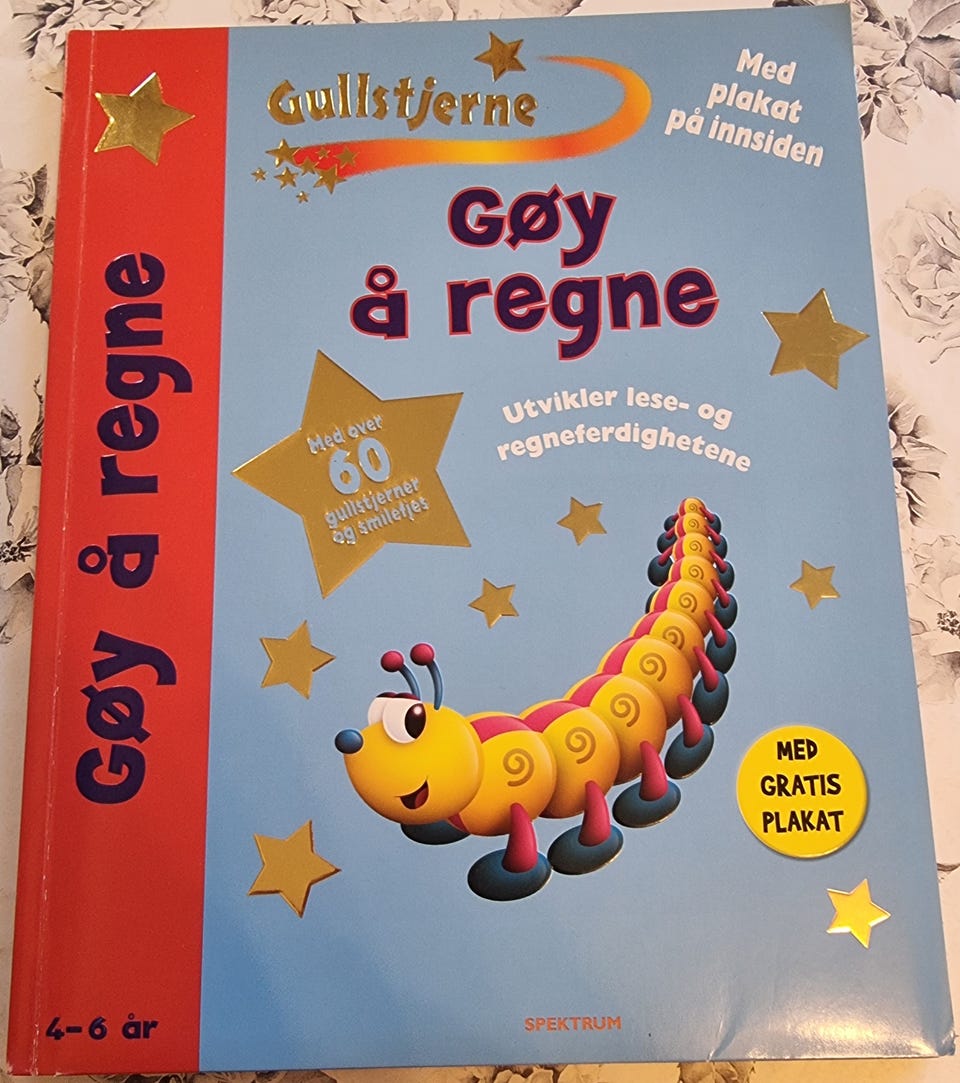 Gullstjerne
Med
plakat
på innsiden
Gøy
å regne
Utvikler lese- og
regneferdighetene
Med over
60
gullstjerner
og smilefjes
MED
GRATIS
PLAKAT
SPEKTRUM
Gøy å regne
4–6 år